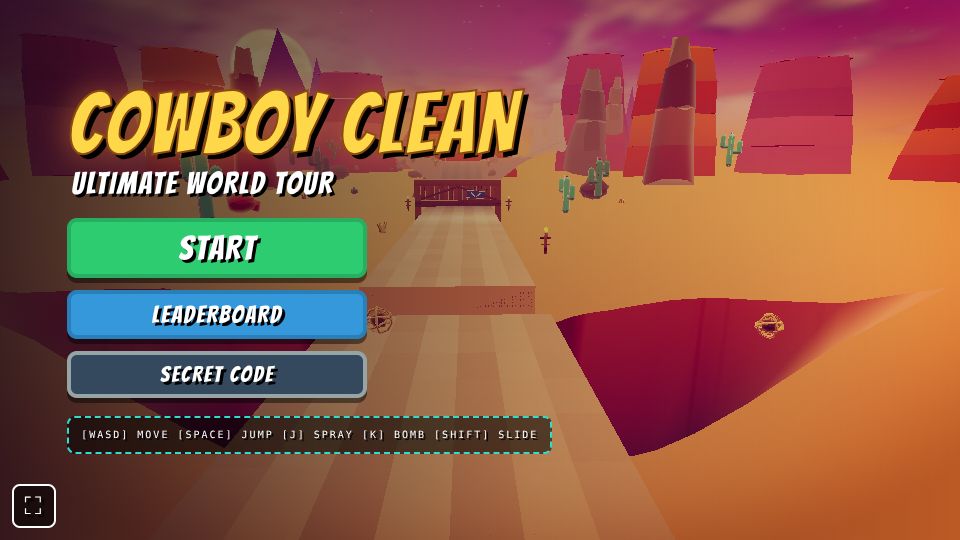 COWBOY CLEAN
ULTIMATE WORLD TOUR
START
LEADERBOARD
SECRET CODE
[WASD] MOVE [SPACE] JUMP [J] SPRAY [K] BOMB [SHIFT] SLIDE